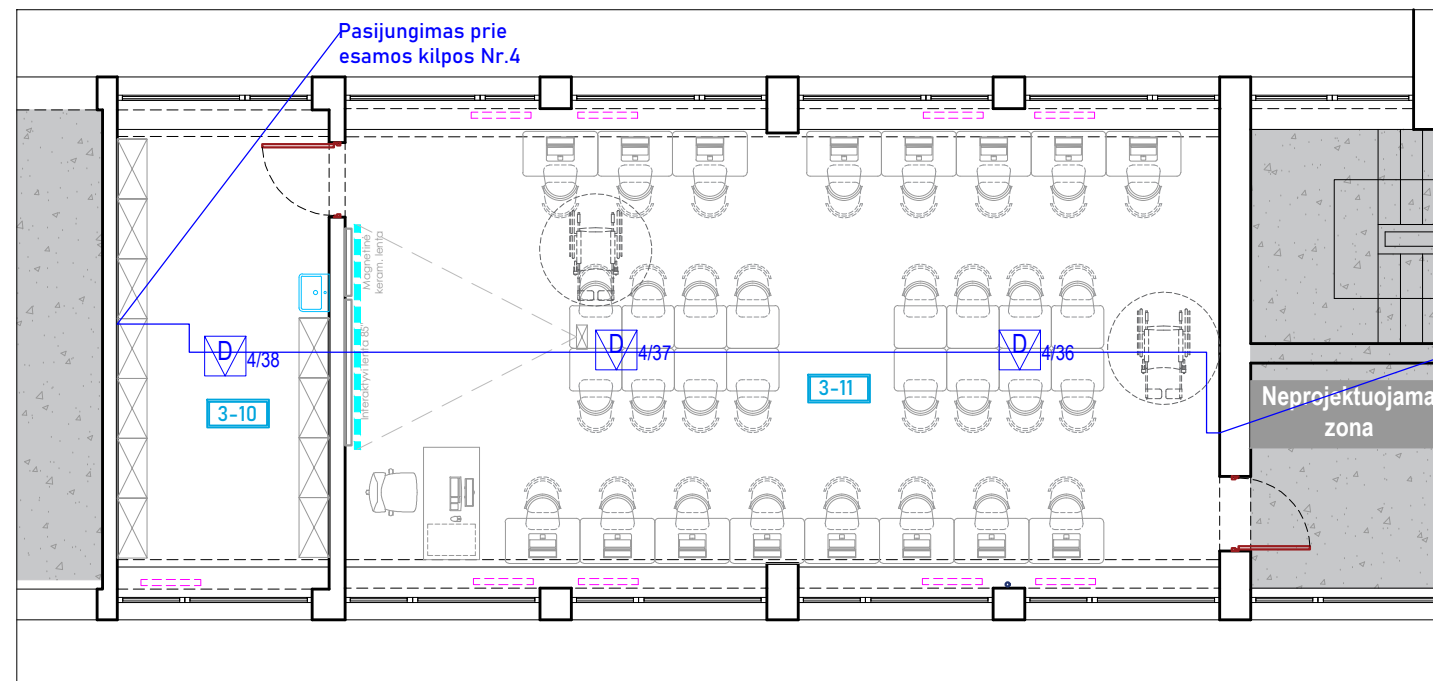 Pasijungimas prie
esamos kilpos Nr.4
Magnetinė
keram. lenta
Interaktyvi lenta 85"
D
4/38
D
4/37
D
4/36
3-10
3-11
Neprojektuojama
zona